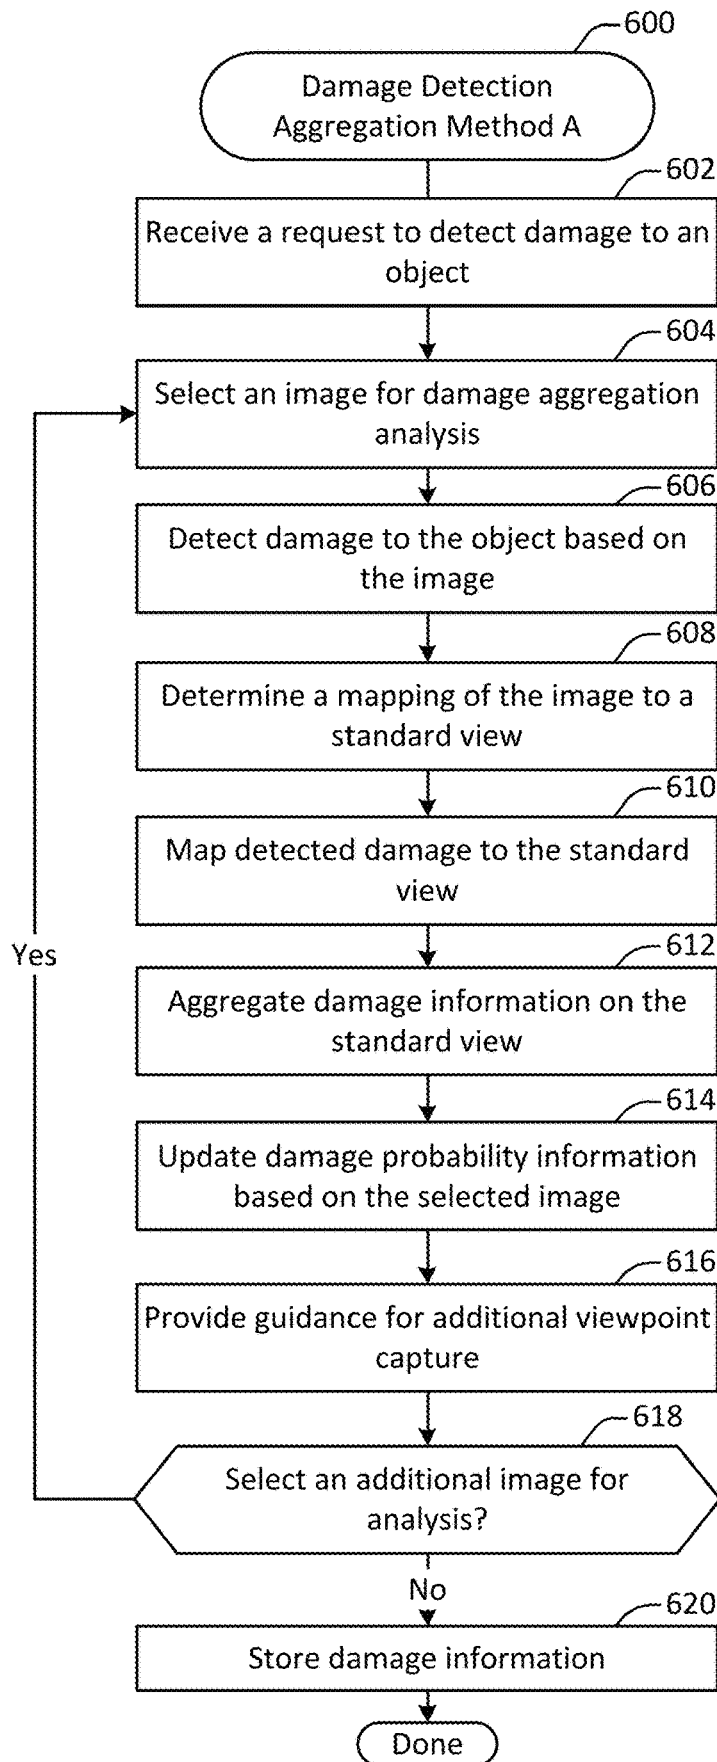 600
Damage Detection
Aggregation Method A
602
Receive a request to detect damage to an
object
604
Select an image for damage aggregation
analysis
606
Detect damage to the object based on
the image
608
Determine a mapping of the image to a
standard view
610
Map detected damage to the standard
view
Yes
612
Aggregate damage information on the
standard view
614
Update damage probability information
based on the selected image
616
Provide guidance for additional viewpoint
capture
618
Select an additional image for
analysis?
No
620
Store damage information
Done